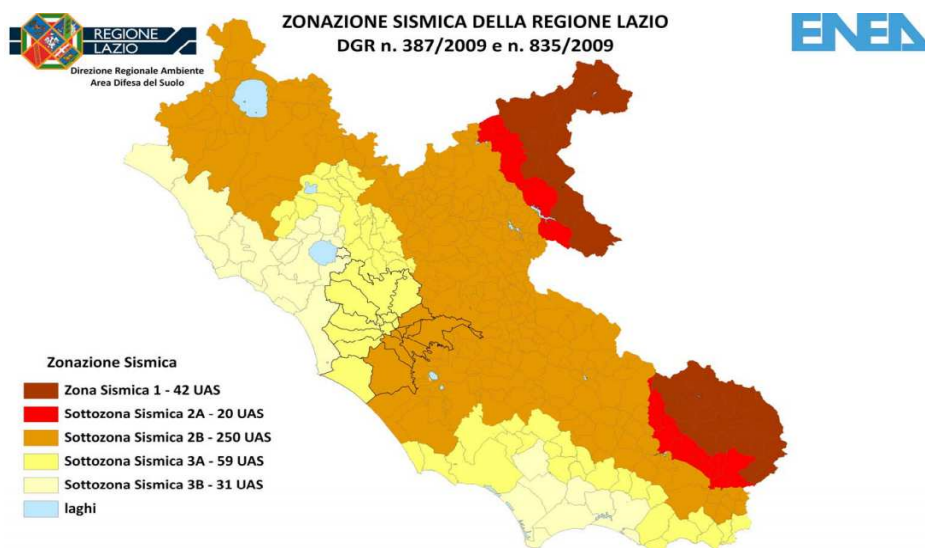 REGIONE
LAZIO
Direzione Regionale Ambiente
Area Difesa del Suolo
ZONAZIONE SISMICA DELLA REGIONE LAZIO
DGR n. 387/2009 e n. 835/2009
ENEA
Zonazione Sismica
Zona Sismica 1 - 42 UAS
Sottozona Sismica 2A - 20 UAS
Sottozona Sismica 2B - 250 UAS
Sottozona Sismica 3A - 59 UAS
Sottozona Sismica 3B - 31 UAS
laghi